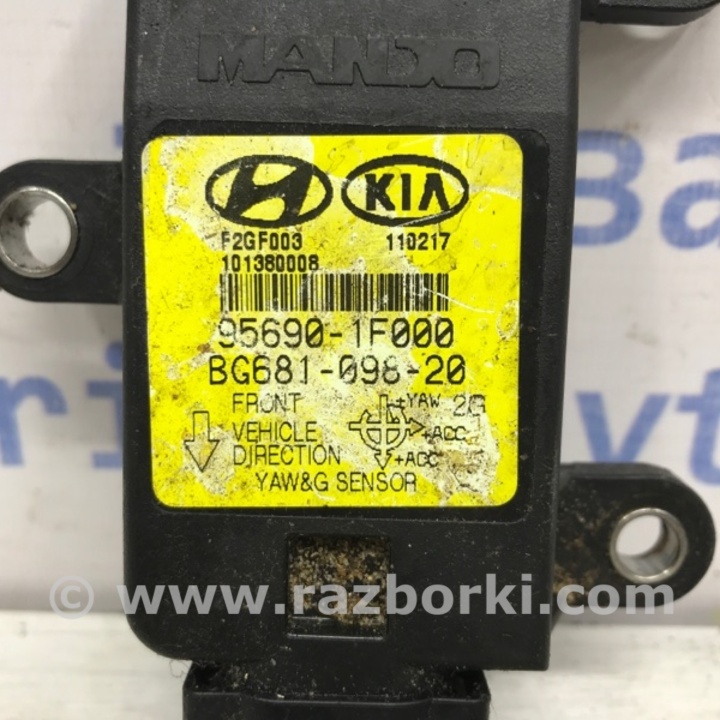 MANDO
KIA
F2GF003 110217
101380008
95690-1F000
BG681-098-20
FRONT
VEHICLE
DIRECTION
+YAW
+ACC
+ACC
YAW&G SENSOR
© www.razborki.com